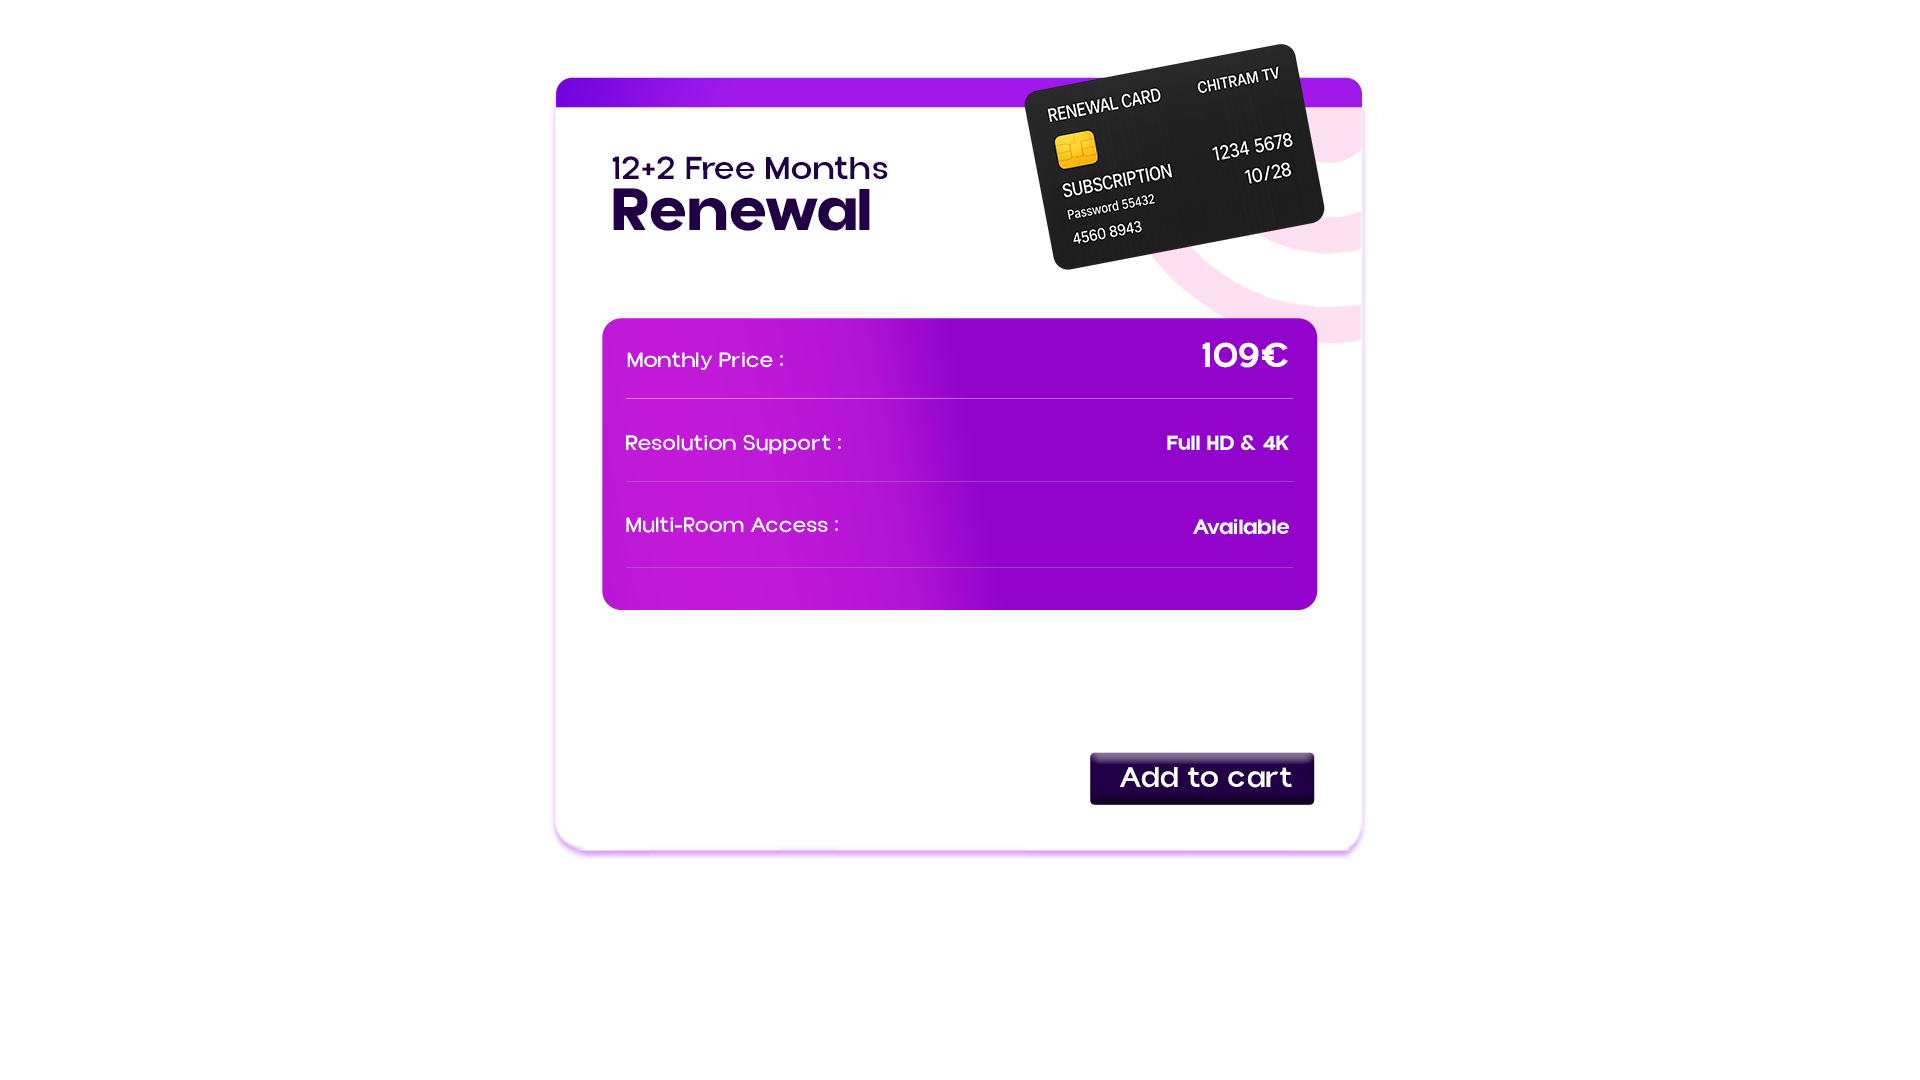 RENEWAL CARD
CHITRAM TV
1234 5678
10/28
SUBSCRIPTION
Password 55432
4560 8943
12+2 Free Months
Renewal
Monthly Price : 109€
Resolution Support : Full HD & 4K
Multi-Room Access : Available
Add to cart